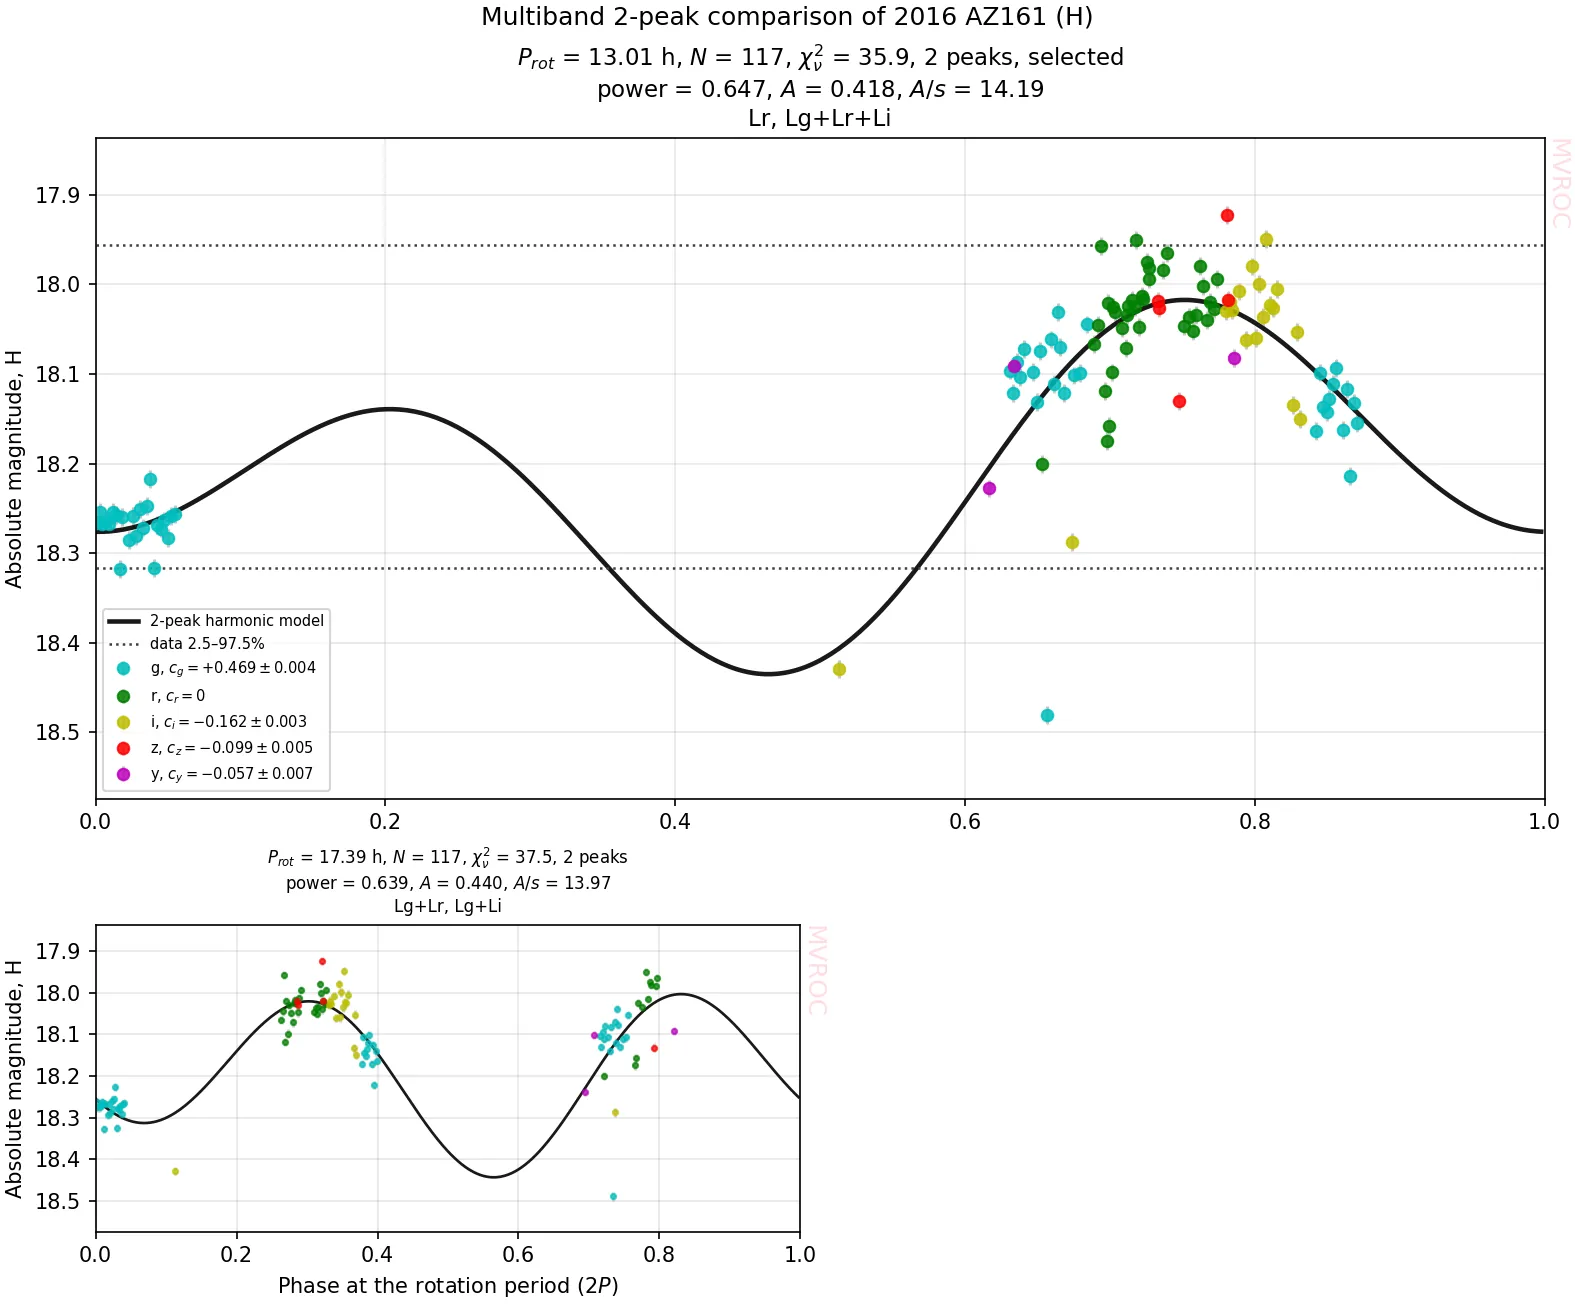 Multiband 2-peak comparison of 2016 AZ161 (H)
P_rot = 13.01 h, N = 117, χ²_ν = 35.9, 2 peaks, selected
power = 0.647, A = 0.418, A/s = 14.19
Lr, Lg+Lr+Li
MVROC
Absolute magnitude, H
17.9
18.0
18.1
18.2
18.3
18.4
18.5
2-peak harmonic model
data 2.5–97.5%
g, c_g = +0.469 ± 0.004
r, c_r = 0
i, c_i = −0.162 ± 0.003
z, c_z = −0.099 ± 0.005
y, c_y = −0.057 ± 0.007
0.0 0.2 0.4 0.6 0.8 1.0
P_rot = 17.39 h, N = 117, χ²_ν = 37.5, 2 peaks
power = 0.639, A = 0.440, A/s = 13.97
Lg+Lr, Lg+Li
MVROC
Absolute magnitude, H
17.9
18.0
18.1
18.2
18.3
18.4
18.5
0.0 0.2 0.4 0.6 0.8 1.0
Phase at the rotation period (2P)